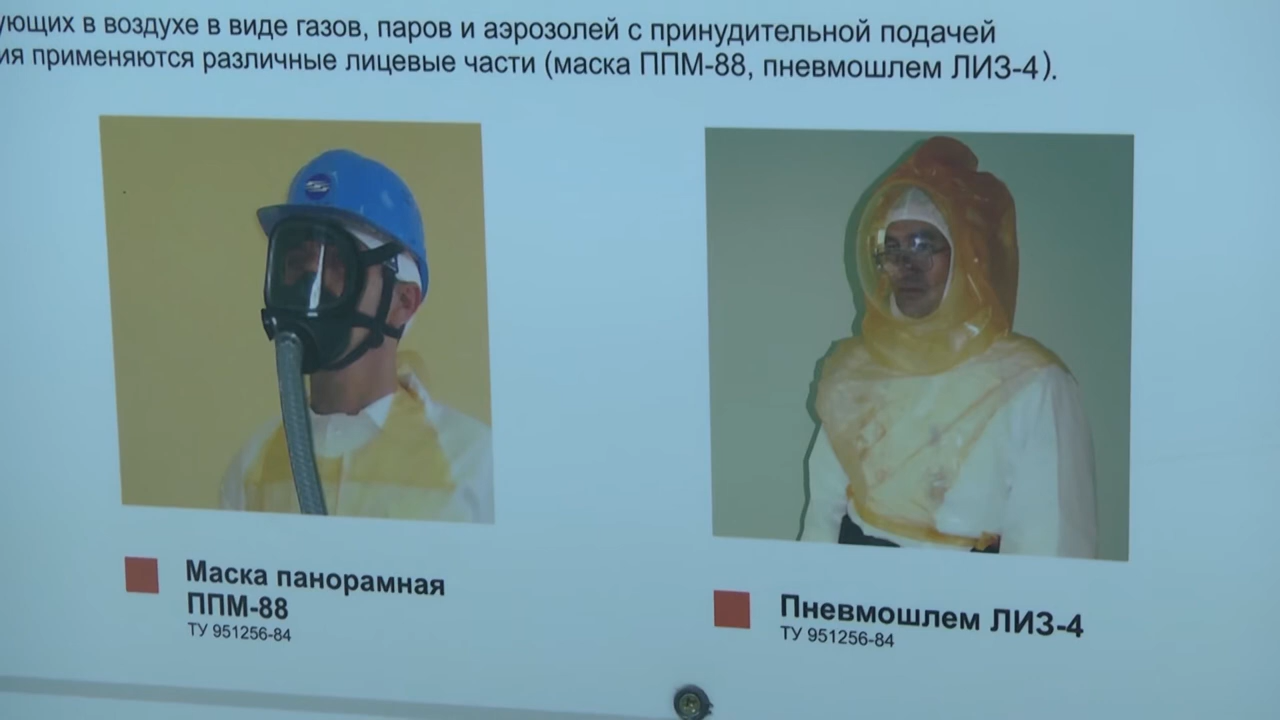 ующих в воздухе в виде газов, паров и аэрозолей с принудительной подачей
ия применяются различные лицевые части (маска ППМ-88, пневмошлем ЛИЗ-4).
Маска панорамная
ППМ-88
ТУ 951256-84
Пневмошлем ЛИЗ-4
ТУ 951256-84